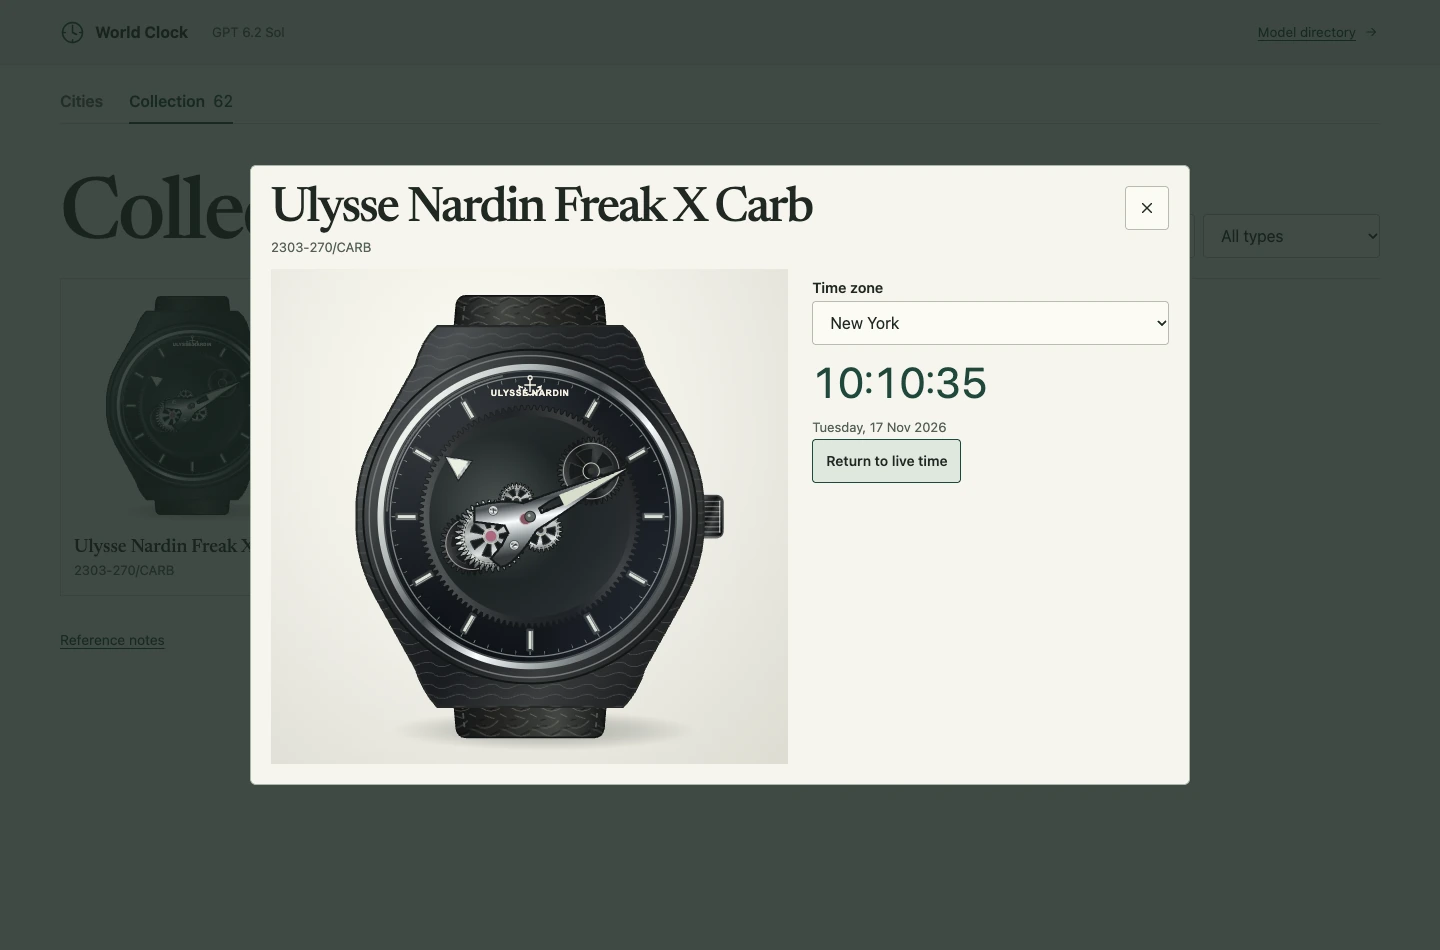 World Clock
GPT 6.2 Sol
Model directory →
Cities
Collection 62
Collec
All types
Ulysse Nardin Freak X Carb
2303-270/CARB
ULYSSE NARDIN
Time zone
New York
10:10:35
Tuesday, 17 Nov 2026
Return to live time
Ulysse Nardin Freak X
2303-270/CARB
Reference notes